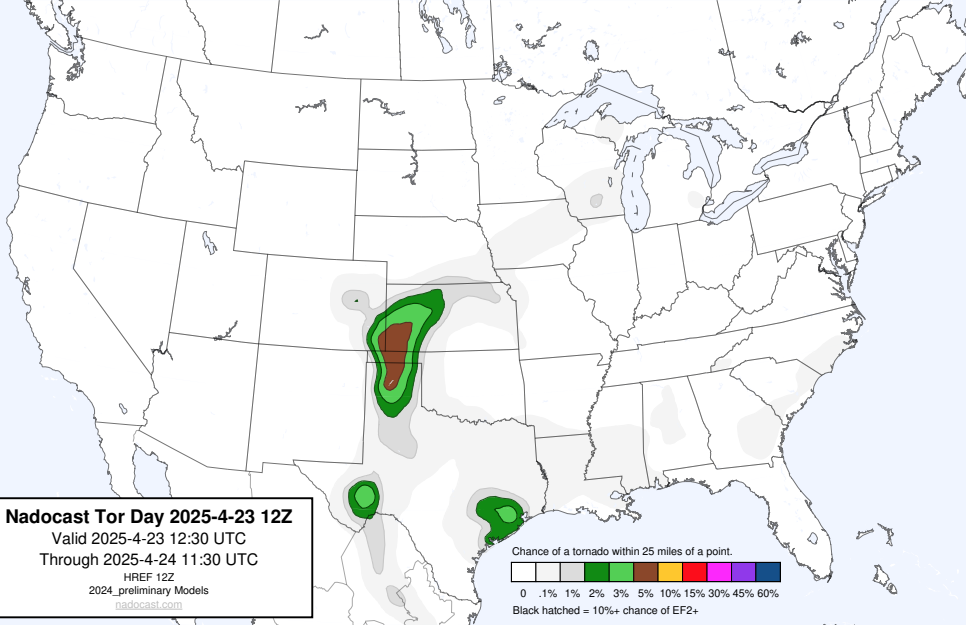 Nadocast Tor Day 2025-4-23 12Z
Valid 2025-4-23 12:30 UTC
Through 2025-4-24 11:30 UTC
HREF 12Z
2024_preliminary Models
nadocast.com
Chance of a tornado within 25 miles of a point.
0 .1% 1% 2% 3% 5% 10% 15% 30% 45% 60%
Black hatched = 10%+ chance of EF2+